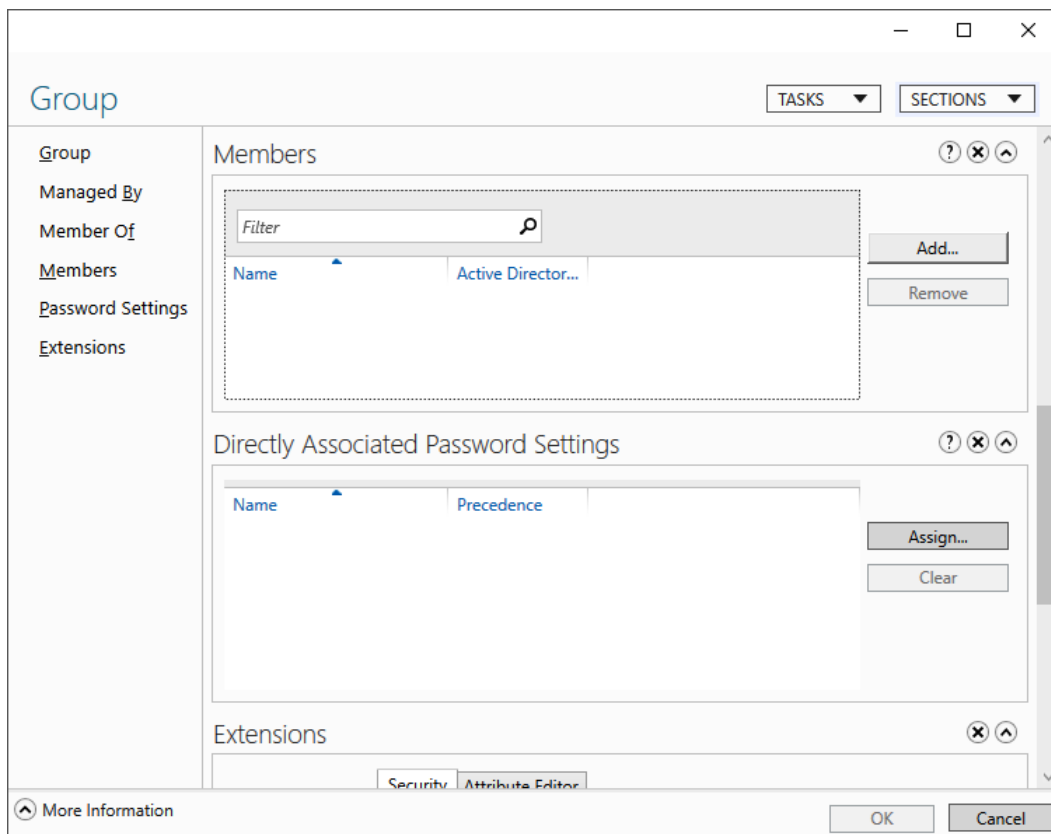 Group
TASKS
SECTIONS
Group
Managed By
Member Of
Members
Password Settings
Extensions
Members
?
Filter
Name
Active Director...
Add...
Remove
Directly Associated Password Settings
?
Name
Precedence
Assign...
Clear
Extensions
Security
Attribute Editor
More Information
OK
Cancel